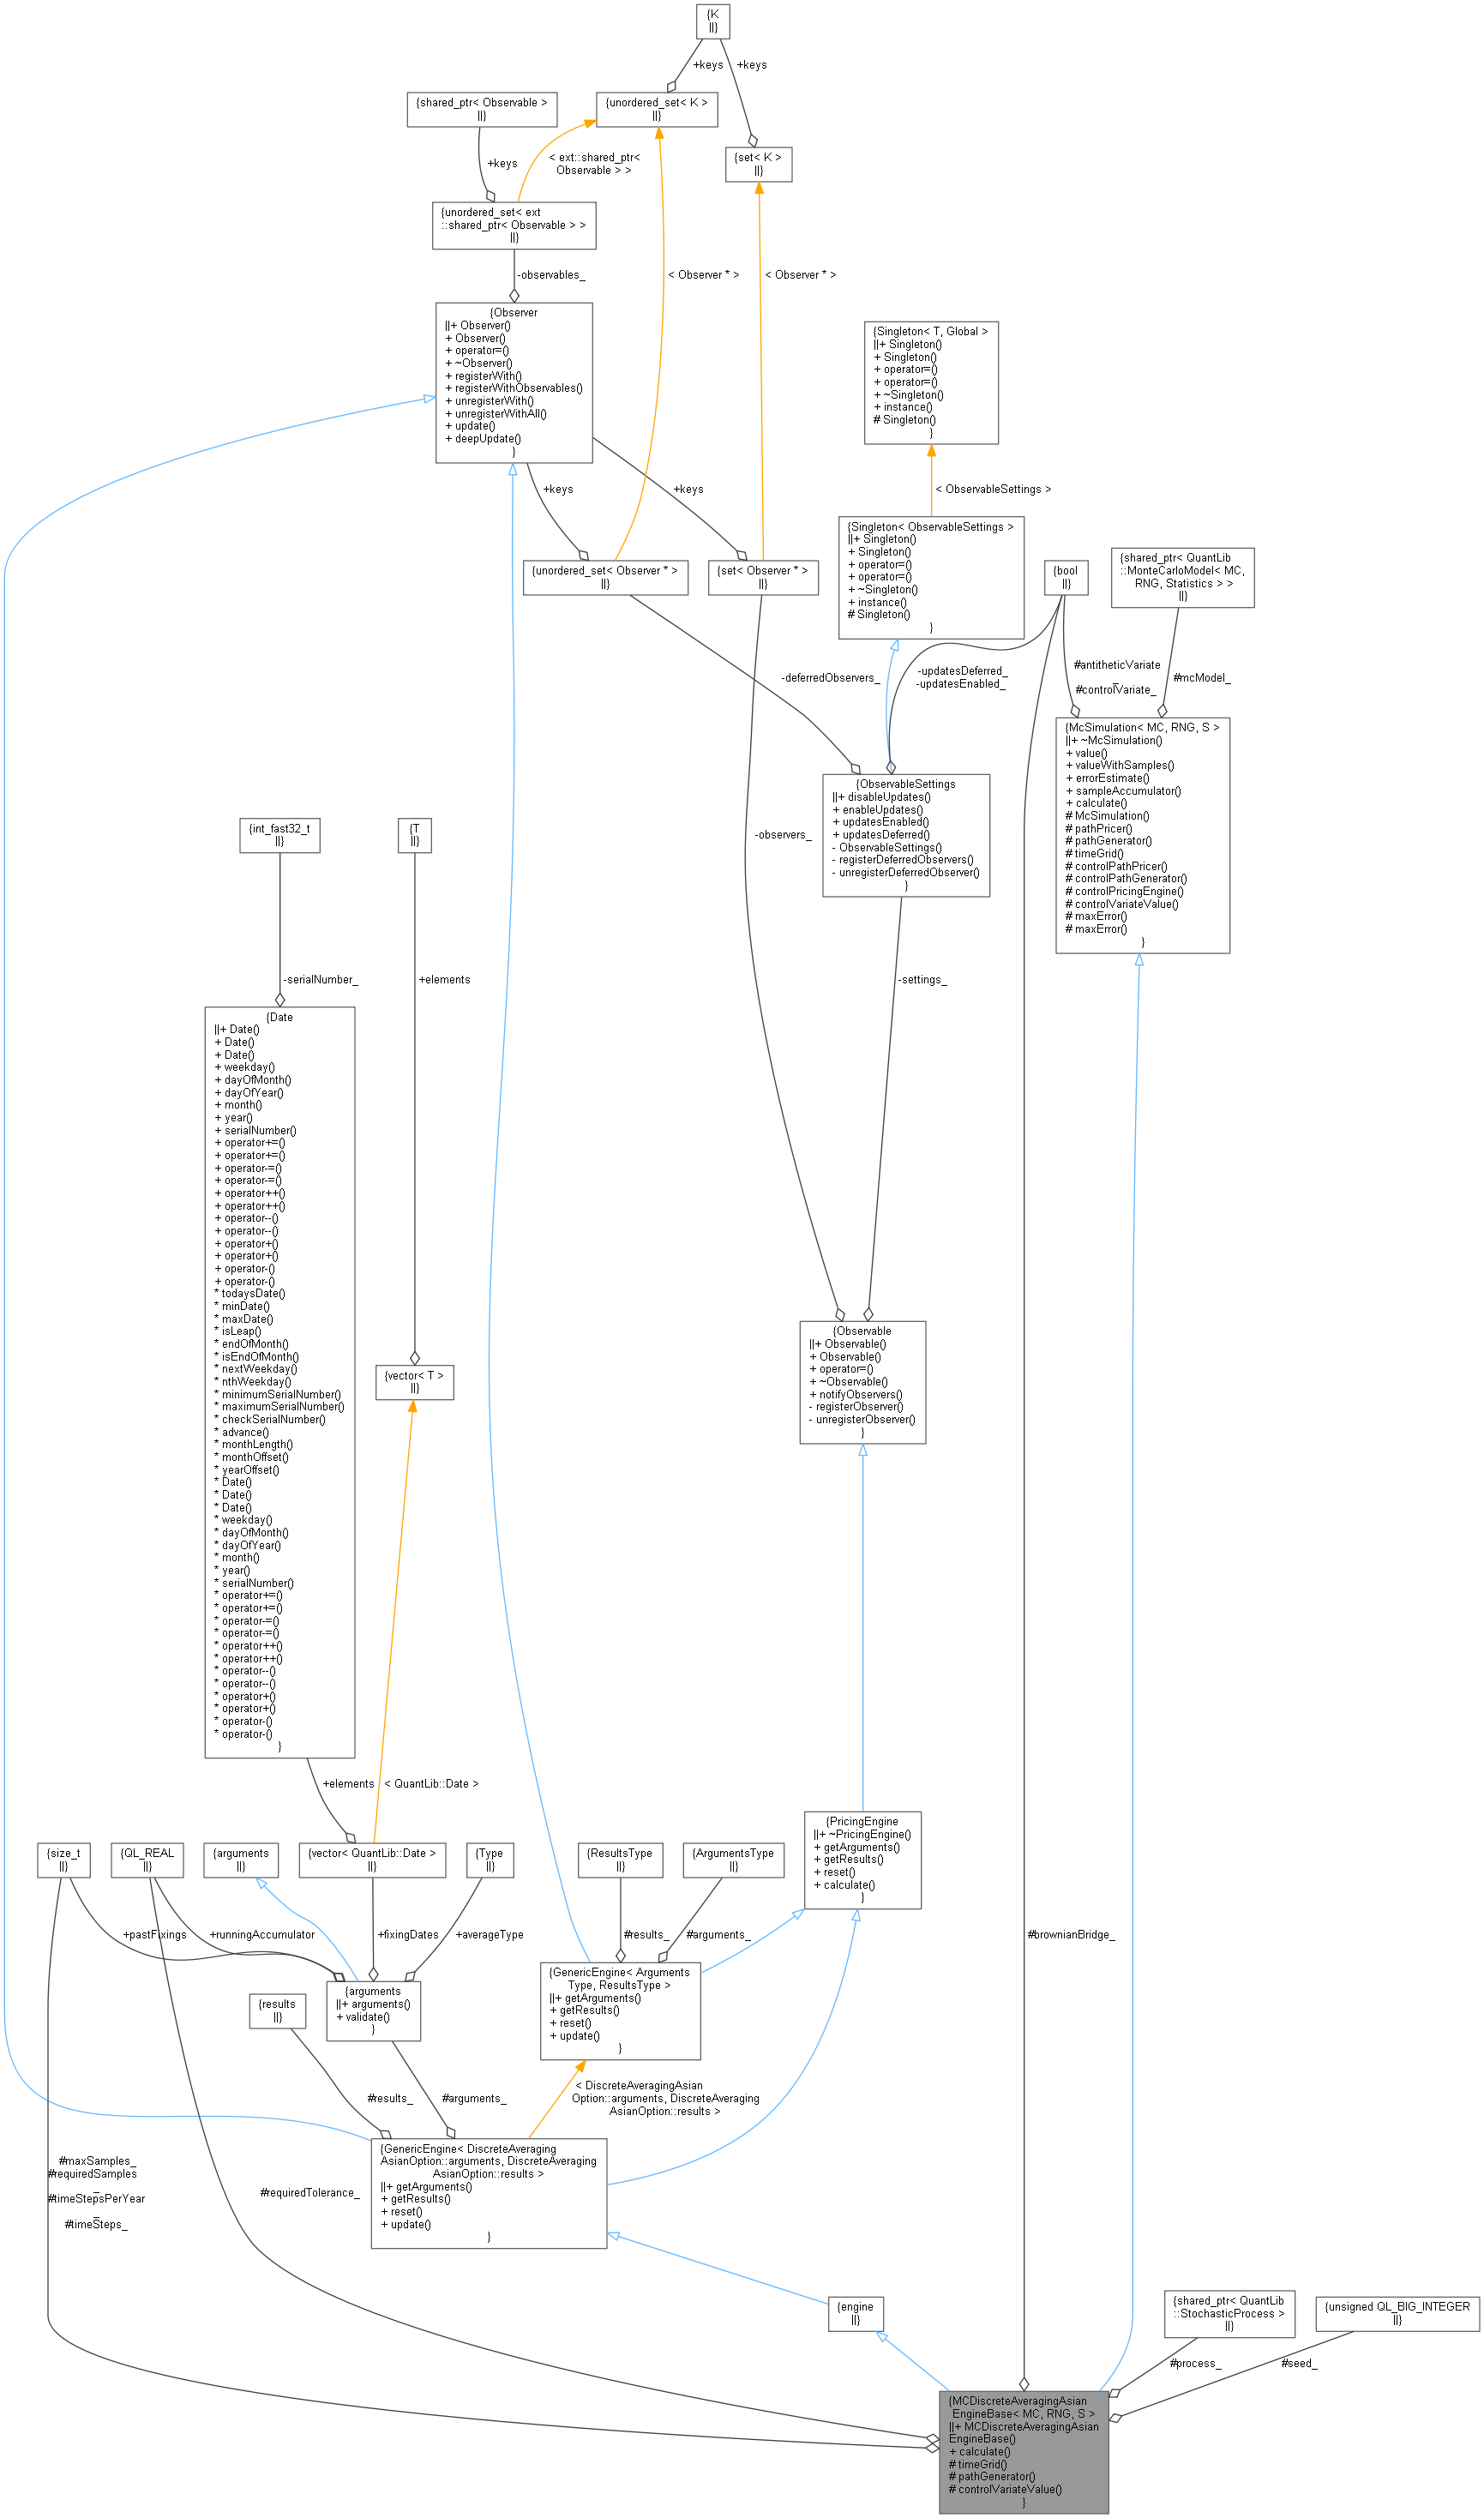 {K
||}
+keys
+keys
{shared_ptr< Observable >
||}
{unordered_set< K >
||}
+keys
< ext::shared_ptr<
Observable > >
{set< K >
||}
{unordered_set< ext
::shared_ptr< Observable > >
||}
-observables_
< Observer * >
< Observer * >
{Observer
||+ Observer()
+ Observer()
+ operator=()
+ ~Observer()
+ registerWith()
+ registerWithObservables()
+ unregisterWith()
+ unregisterWithAll()
+ update()
+ deepUpdate()
}
{Singleton< T, Global >
||+ Singleton()
+ Singleton()
+ operator=()
+ operator=()
+ ~Singleton()
+ instance()
# Singleton()
}
+keys
+keys
< ObservableSettings >
{unordered_set< Observer * >
||}
{set< Observer * >
||}
{Singleton< ObservableSettings >
||+ Singleton()
+ Singleton()
+ operator=()
+ operator=()
+ ~Singleton()
+ instance()
# Singleton()
}
{bool
||}
{shared_ptr< QuantLib
::MonteCarloModel< MC,
RNG, Statistics > >
||}
-deferredObservers_
-updatesDeferred_
-updatesEnabled_
#antitheticVariate
_
#controlVariate_
#mcModel_
{McSimulation< MC, RNG, S >
||+ ~McSimulation()
+ value()
+ valueWithSamples()
+ errorEstimate()
+ sampleAccumulator()
+ calculate()
# McSimulation()
# pathPricer()
# pathGenerator()
# timeGrid()
# controlPathPricer()
# controlPathGenerator()
# controlPricingEngine()
# controlVariateValue()
# maxError()
# maxError()
}
{ObservableSettings
||+ disableUpdates()
+ enableUpdates()
+ updatesEnabled()
+ updatesDeferred()
- ObservableSettings()
- registerDeferredObservers()
- unregisterDeferredObserver()
}
-observers_
{int_fast32_t
||}
{T
||}
-serialNumber_
+elements
-settings_
{Date
||+ Date()
+ Date()
+ Date()
+ weekday()
+ dayOfMonth()
+ dayOfYear()
+ month()
+ year()
+ serialNumber()
+ operator+=()
+ operator+=()
+ operator-=()
+ operator-=()
+ operator++()
+ operator++()
+ operator--()
+ operator--()
+ operator+()
+ operator+()
+ operator-()
+ operator-()
* todaysDate()
* minDate()
* maxDate()
* isLeap()
* endOfMonth()
* isEndOfMonth()
* nextWeekday()
* nthWeekday()
* minimumSerialNumber()
* maximumSerialNumber()
* checkSerialNumber()
* advance()
* monthLength()
* monthOffset()
* yearOffset()
* Date()
* Date()
* Date()
* weekday()
* dayOfMonth()
* dayOfYear()
* month()
* year()
* serialNumber()
* operator+=()
* operator+=()
* operator-=()
* operator-=()
* operator++()
* operator++()
* operator--()
* operator--()
* operator+()
* operator+()
* operator-()
* operator-()
}
{vector< T >
||}
{Observable
||+ Observable()
+ Observable()
+ operator=()
+ ~Observable()
+ notifyObservers()
- registerObserver()
- unregisterObserver()
}
+elements
< QuantLib::Date >
{PricingEngine
||+ ~PricingEngine()
+ getArguments()
+ getResults()
+ reset()
+ calculate()
}
{size_t
||}
{QL_REAL
||}
{arguments
||}
{vector< QuantLib::Date >
||}
{Type
||}
{ResultsType
||}
{ArgumentsType
||}
+pastFixings
+runningAccumulator
+fixingDates
+averageType
#results_
#arguments_
#brownianBridge_
{arguments
||+ arguments()
+ validate()
}
{results
||}
{GenericEngine< Arguments
Type, ResultsType >
||+ getArguments()
+ getResults()
+ reset()
+ update()
}
#results_
#arguments_
< DiscreteAveragingAsian
Option::arguments, DiscreteAveraging
AsianOption::results >
{GenericEngine< DiscreteAveraging
AsianOption::arguments, DiscreteAveraging
AsianOption::results >
||+ getArguments()
+ getResults()
+ reset()
+ update()
}
#maxSamples_
#requiredSamples
_
#timeStepsPerYear
_
#timeSteps_
#requiredTolerance_
{engine
||}
{shared_ptr< QuantLib
::StochasticProcess >
||}
{unsigned QL_BIG_INTEGER
||}
#process_
#seed_
{MCDiscreteAveragingAsian
EngineBase< MC, RNG, S >
||+ MCDiscreteAveragingAsian
EngineBase()
+ calculate()
# timeGrid()
# pathGenerator()
# controlVariateValue()
}